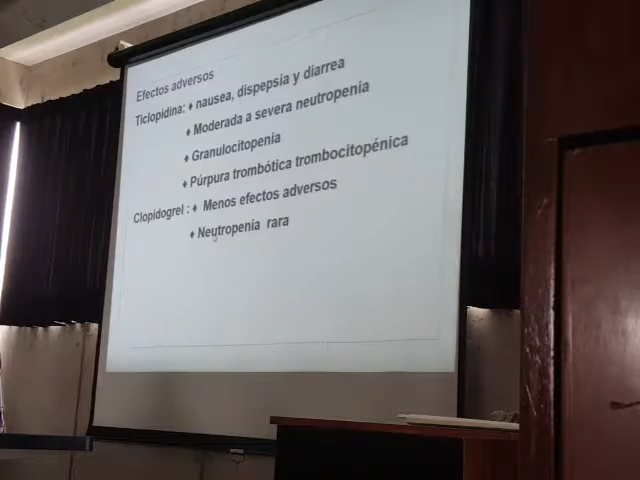 Efectos adversos
Ticlopidina: ♦ nausea, dispepsia y diarrea
♦ Moderada a severa neutropenia
♦ Granulocitopenia
♦ Púrpura trombótica trombocitopénica
Clopidogrel : ♦ Menos efectos adversos
♦ Neutropenia rara